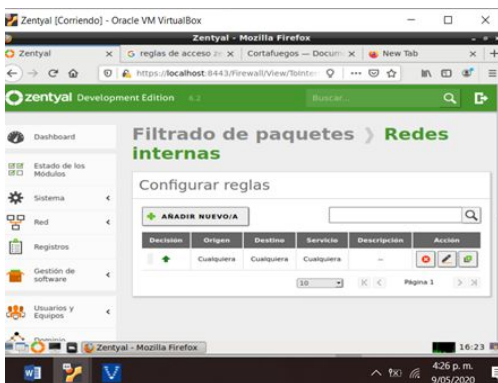 Zentyal [Corriendo] - Oracle VM VirtualBox
Zentyal - Mozilla Firefox
Zentyal
reglas de acceso
Cortafuegos — Docum
New Tab
https://localhost:8443/Firewall/View/ToInter
zentyal Development Edition 6.2
Buscar...
Dashboard
Estado de los
Módulos
Sistema
Red
Registros
Gestión de
software
Usuarios y
Equipos
Dominio
Filtrado de paquetes Redes
internas
Configurar reglas
AÑADIR NUEVO/A
Decisión Origen Destino Servicio Descripción Acción
Cualquiera Cualquiera Cualquiera –
10 Página 1
Zentyal - Mozilla Firefox
16:23
4:26 p. m.
9/05/2020